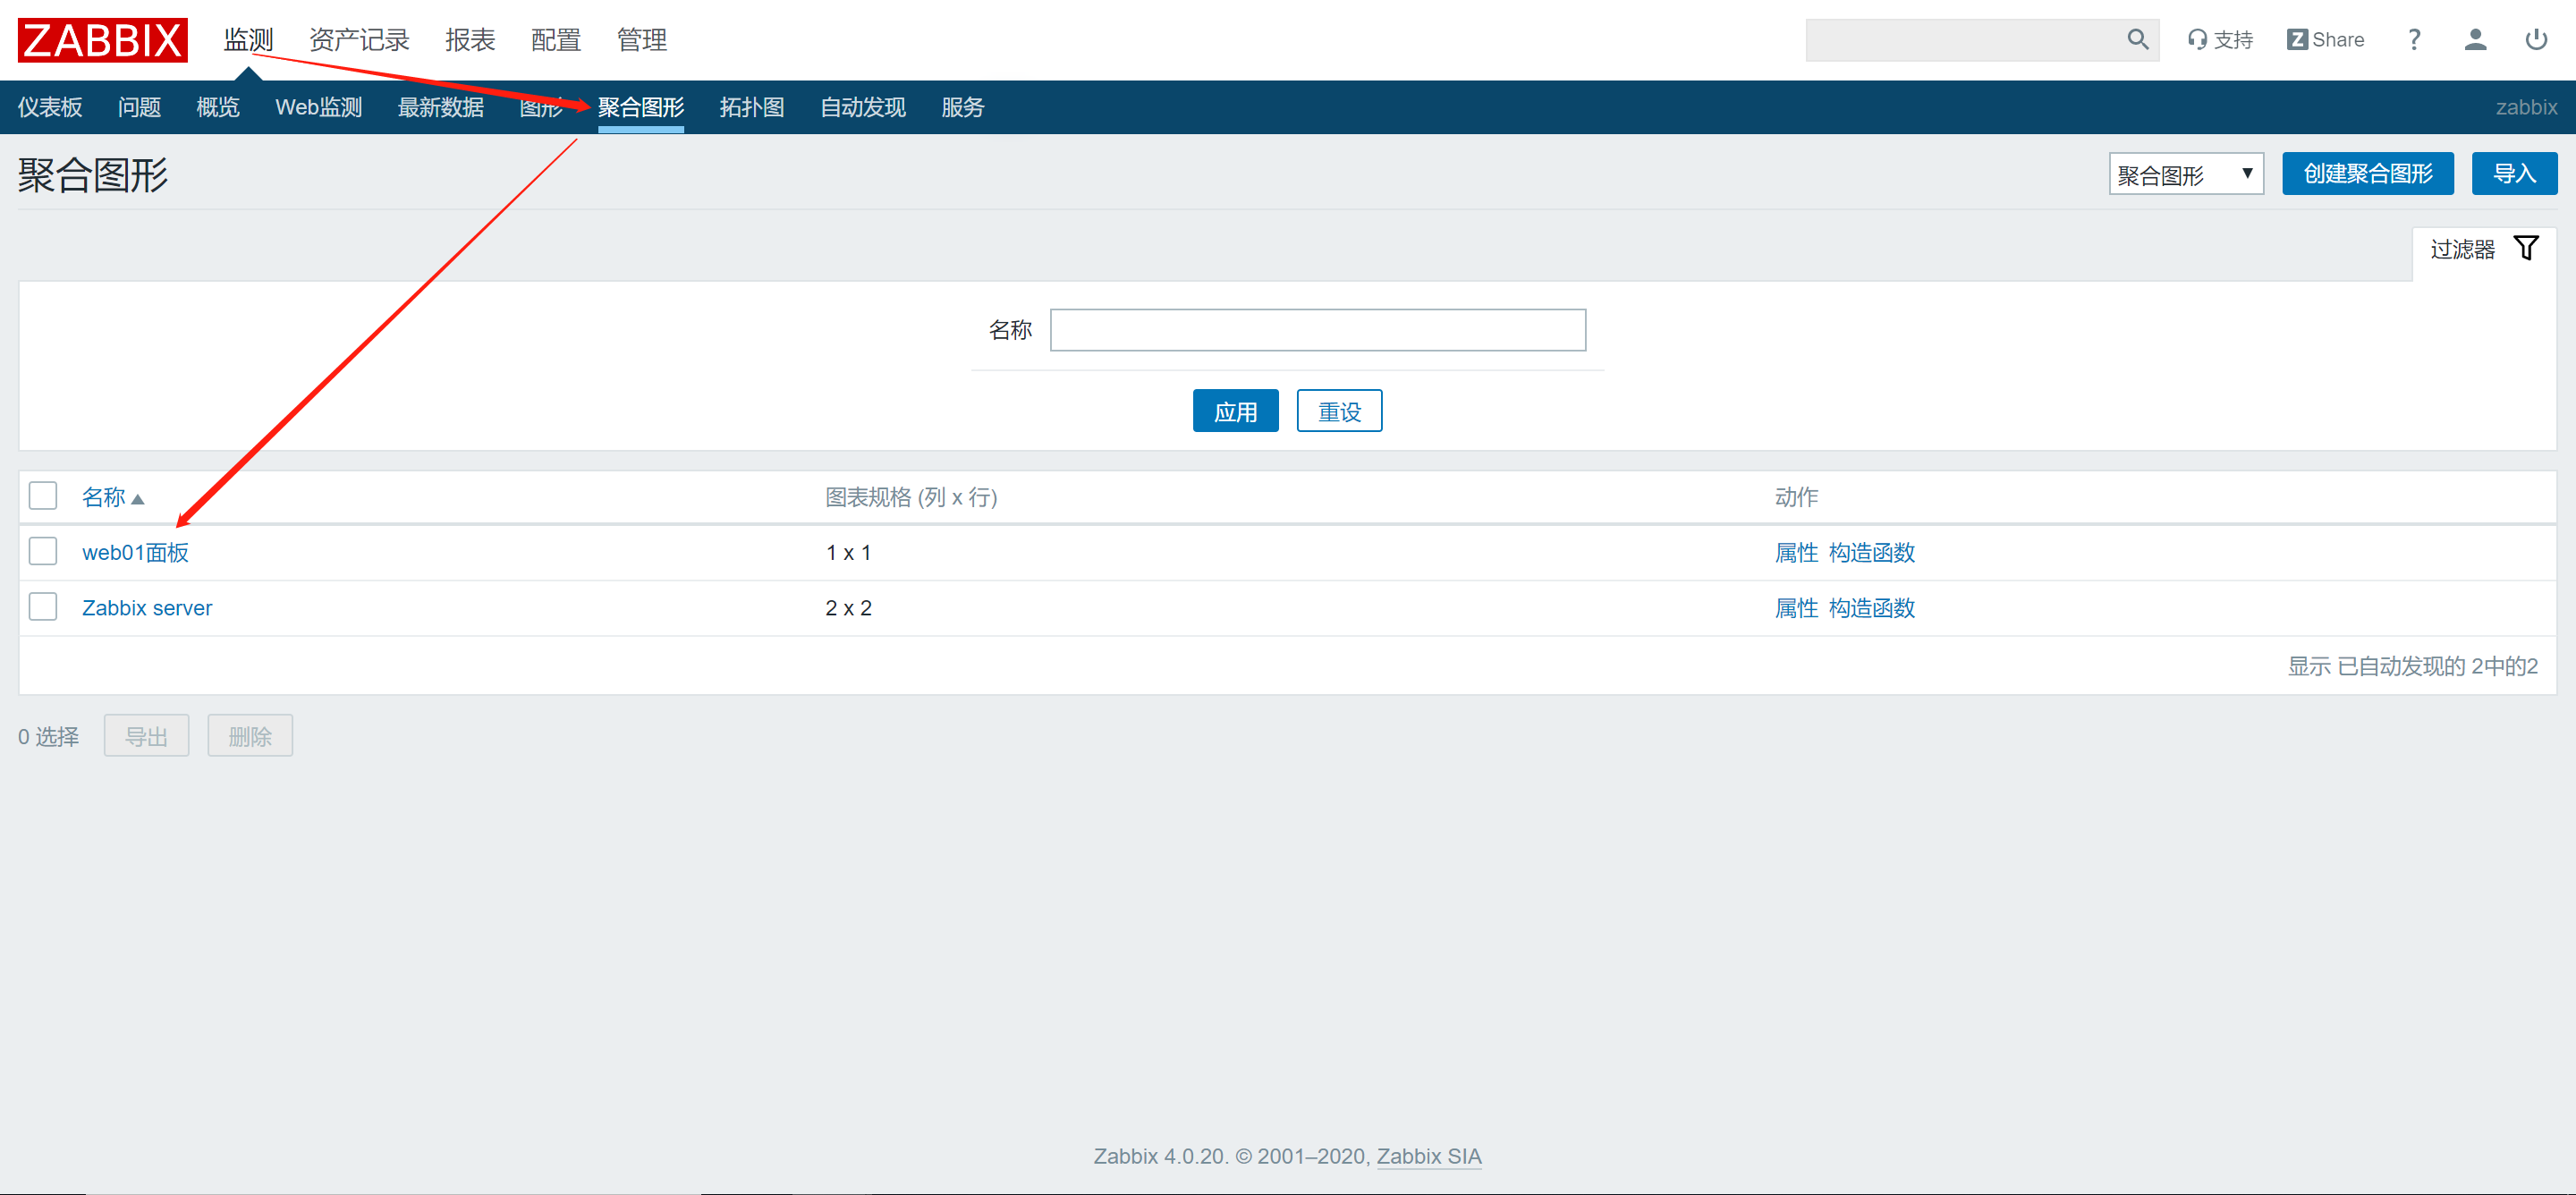 ZABBIX 监测 资产记录 报表 配置 管理 支持 Z Share ?
仪表板 问题 概览 Web监测 最新数据 图形 聚合图形 拓扑图 自动发现 服务 zabbix
聚合图形 聚合图形 ▼ 创建聚合图形 导入
过滤器
名称
应用 重设
名称▲ 图表规格 (列 x 行) 动作
web01面板 1 x 1 属性 构造函数
Zabbix server 2 x 2 属性 构造函数
显示 已自动发现的 2中的2
0 选择 导出 删除
Zabbix 4.0.20. © 2001–2020, Zabbix SIA